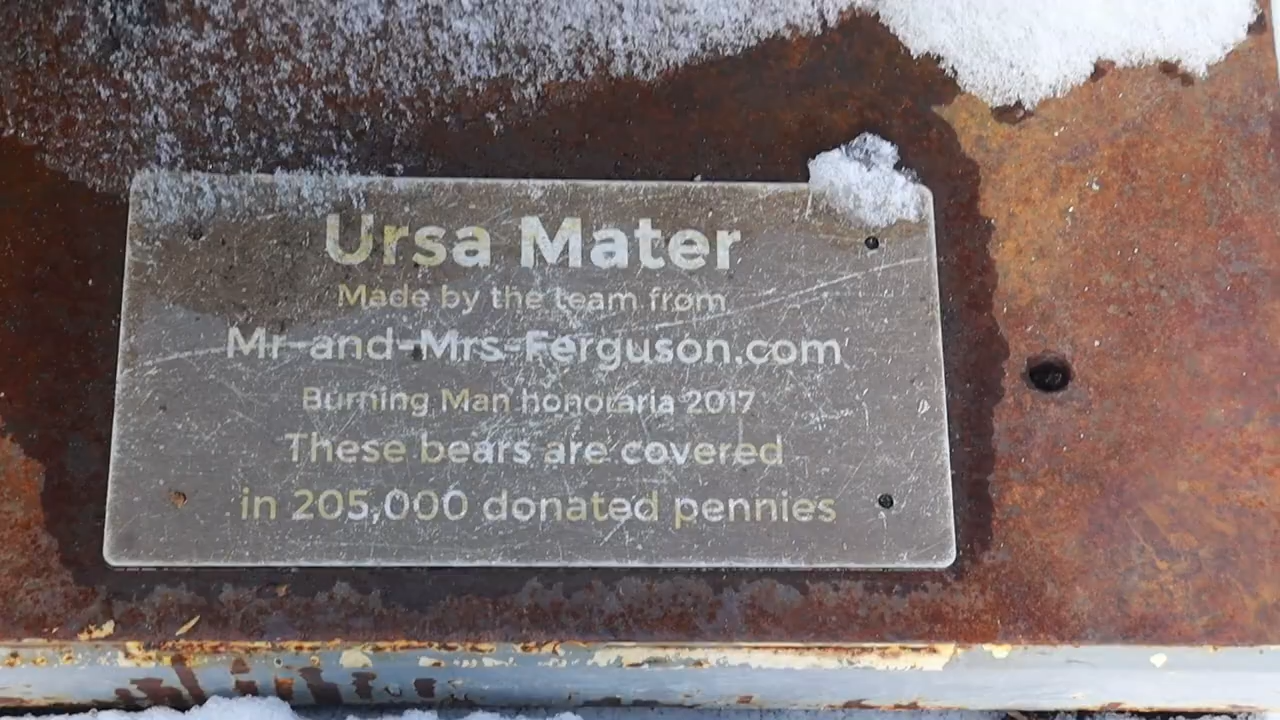 Ursa Mater
Made by the team from
Mr-and-Mrs-Ferguson.com
Burning Man honoraria 2017
These bears are covered
in 205,000 donated pennies